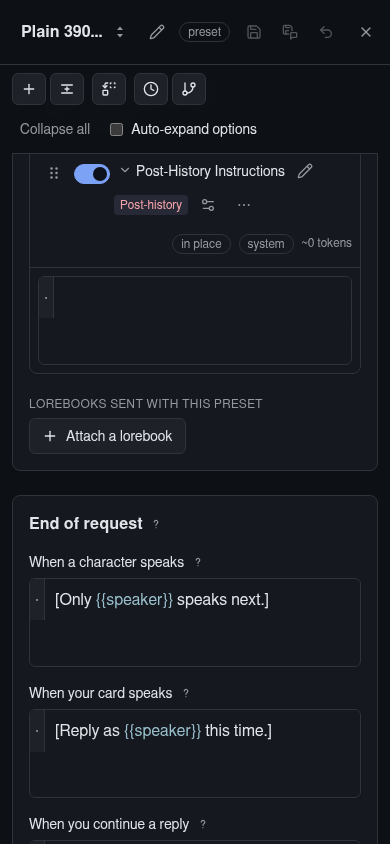 Plain 390...
preset
Collapse all
Auto-expand options
Post-History Instructions
Post-history
in place
system
~0 tokens
LOREBOOKS SENT WITH THIS PRESET
Attach a lorebook
End of request ?
When a character speaks ?
[Only {{speaker}} speaks next.]
When your card speaks ?
[Reply as {{speaker}} this time.]
When you continue a reply ?